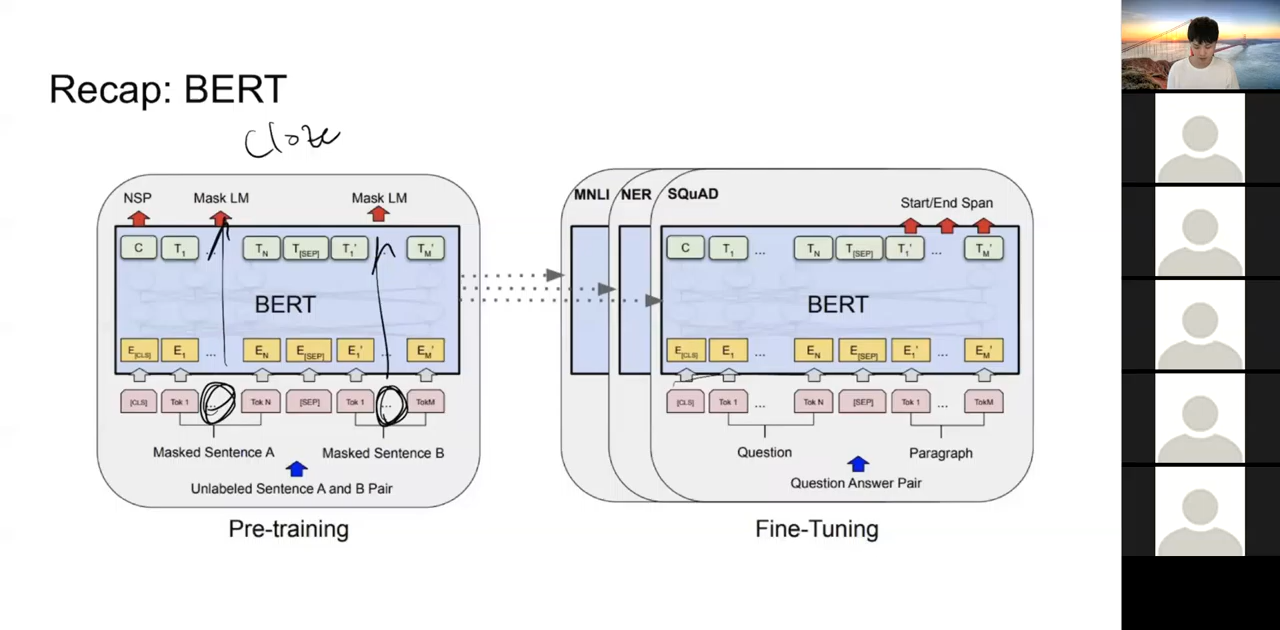 Recap: BERT
Cloze
NSP Mask LM Mask LM
C T1 ... TN T[SEP] T1' ... TM'
BERT
E[CLS] E1 ... EN E[SEP] E1' ... EM'
[CLS] Tok 1 ... Tok N [SEP] Tok 1 ... TokM
Masked Sentence A Masked Sentence B
Unlabeled Sentence A and B Pair
Pre-training
MNLI NER SQuAD
Start/End Span
C T1 ... TN T[SEP] T1' ... TM'
BERT
E[CLS] E1 ... EN E[SEP] E1' ... EM'
[CLS] Tok 1 ... Tok N [SEP] Tok 1 ... TokM
Question Paragraph
Question Answer Pair
Fine-Tuning